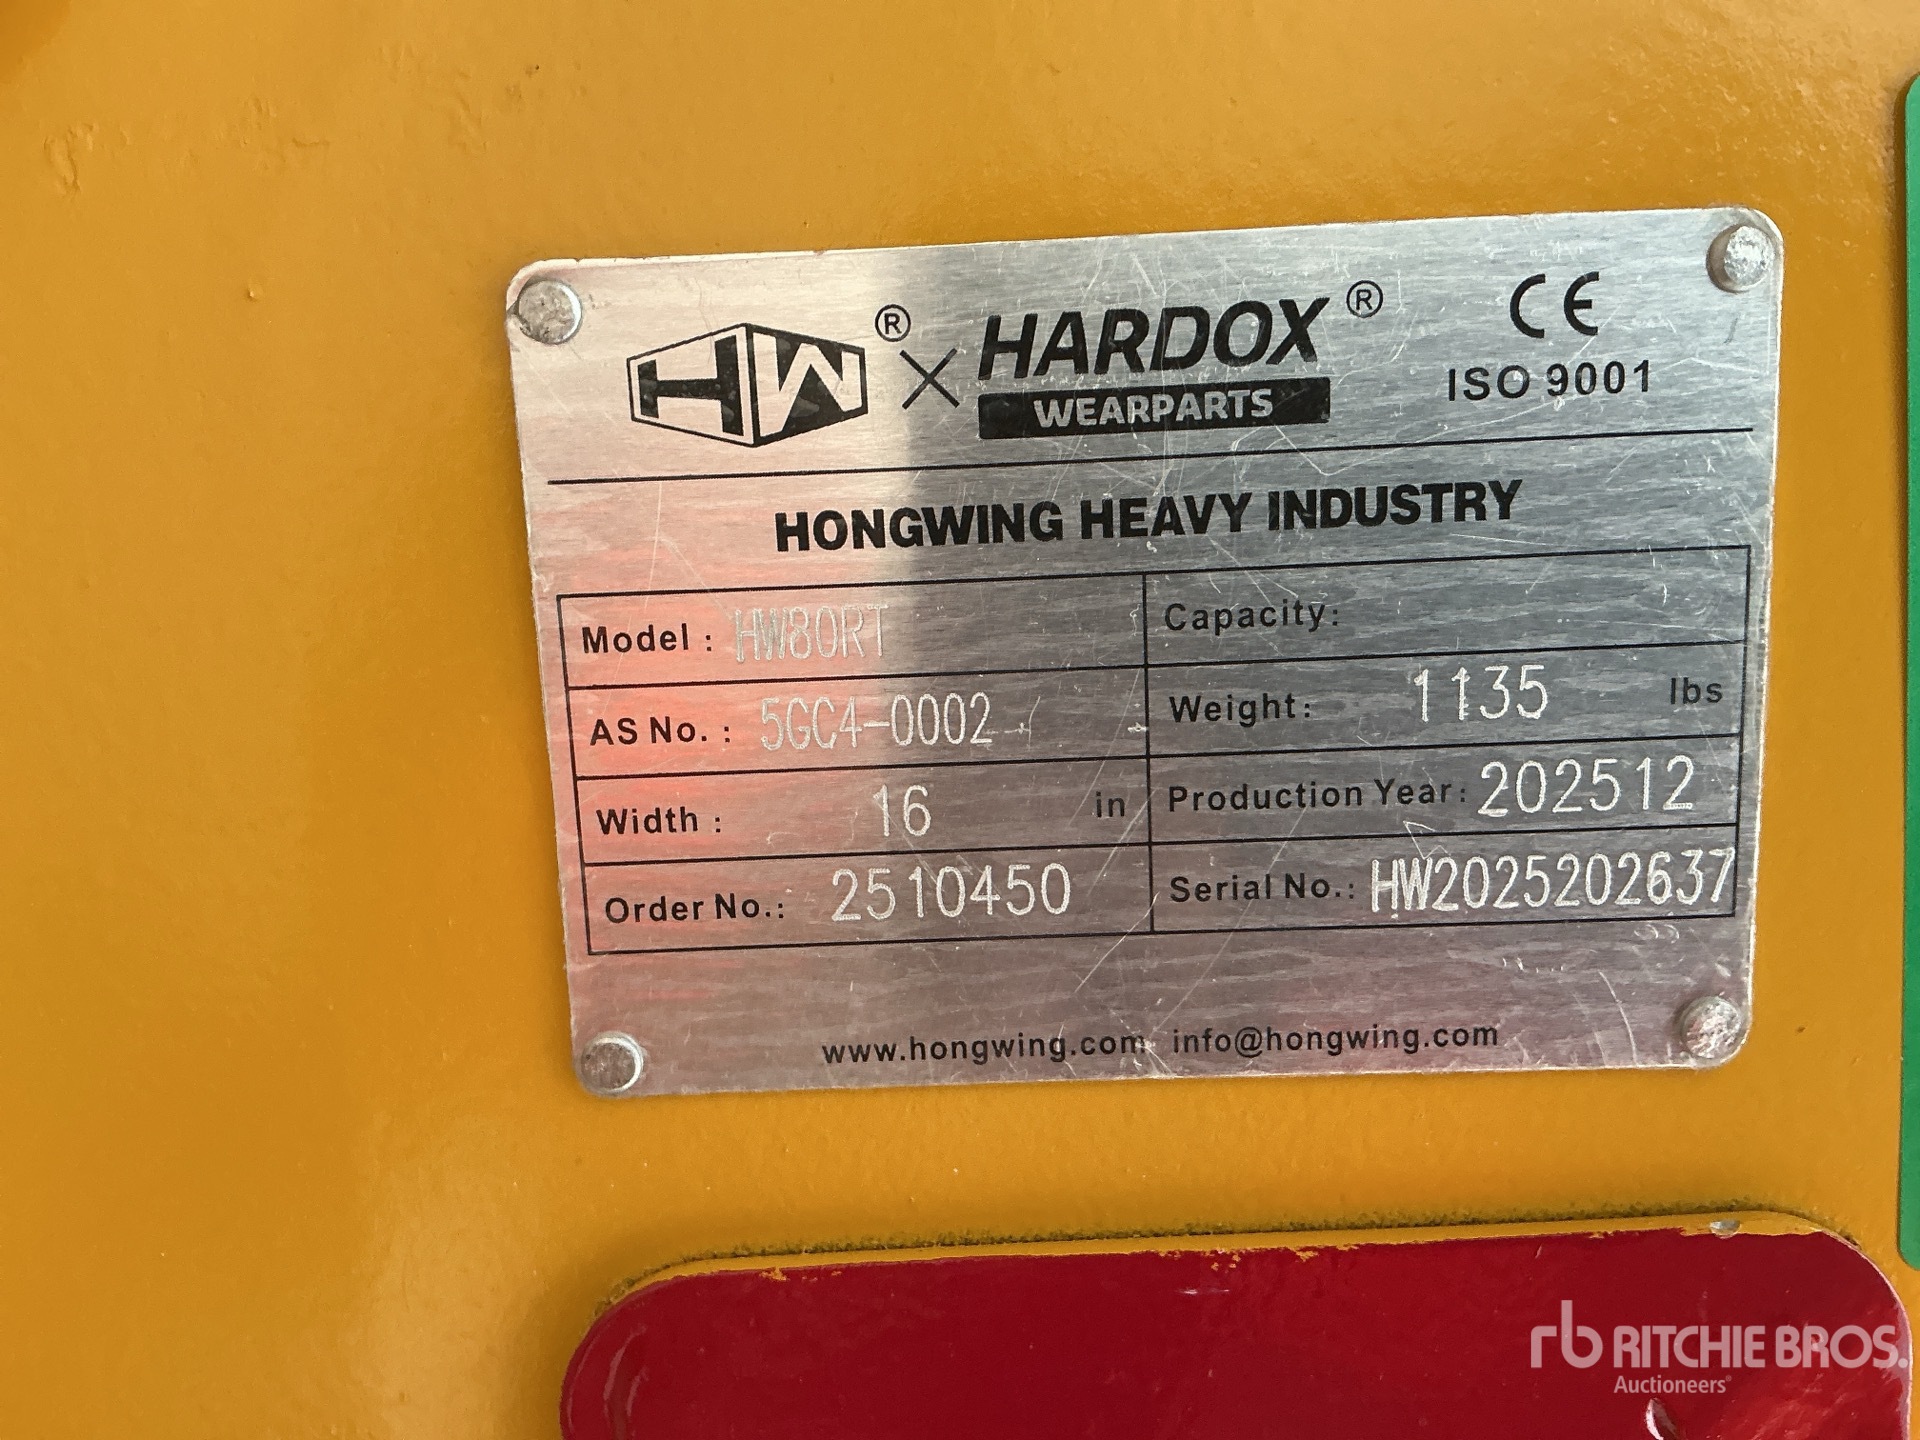 HW® × HARDOX®
WEARPARTS
CE
ISO 9001
HONGWING HEAVY INDUSTRY
Model : HW80RT
Capacity:
AS No. : 5GC4-0002
Weight: 1135 lbs
Width : 16 in
Production Year: 202512
Order No.: 2510450
Serial No.: HW2025202637
www.hongwing.com info@hongwing.com
rb RITCHIE BROS.
Auctioneers®